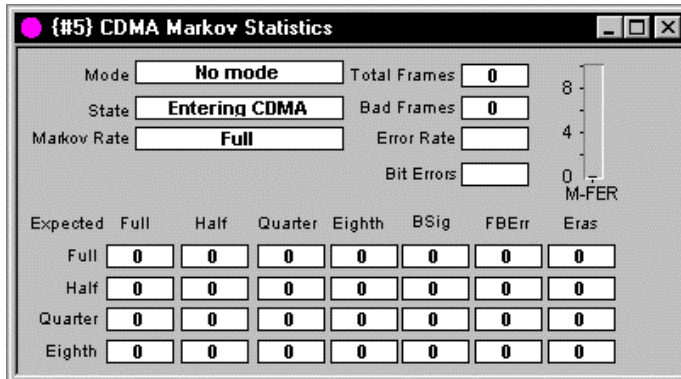 {#5} CDMA Markov Statistics
Mode No mode Total Frames 0
State Entering CDMA Bad Frames 0
Markov Rate Full Error Rate
Bit Errors
8
4
0
M-FER
Expected Full Half Quarter Eighth BSig FBErr Eras
Full 0 0 0 0 0 0 0
Half 0 0 0 0 0 0 0
Quarter 0 0 0 0 0 0 0
Eighth 0 0 0 0 0 0 0